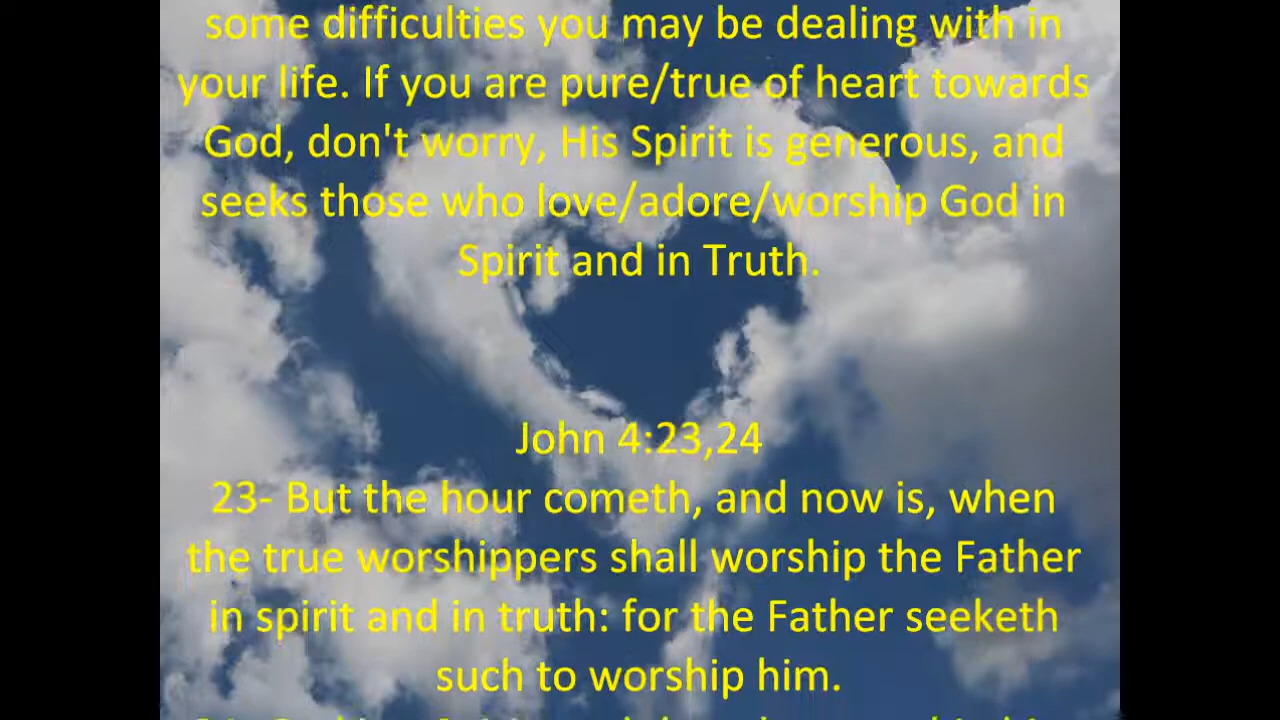 some difficulties you may be dealing with in
your life. If you are pure/true of heart towards
God, don't worry, His Spirit is generous, and
seeks those who love/adore/worship God in
Spirit and in Truth.
John 4:23,24
23- But the hour cometh, and now is, when
the true worshippers shall worship the Father
in spirit and in truth: for the Father seeketh
such to worship him.